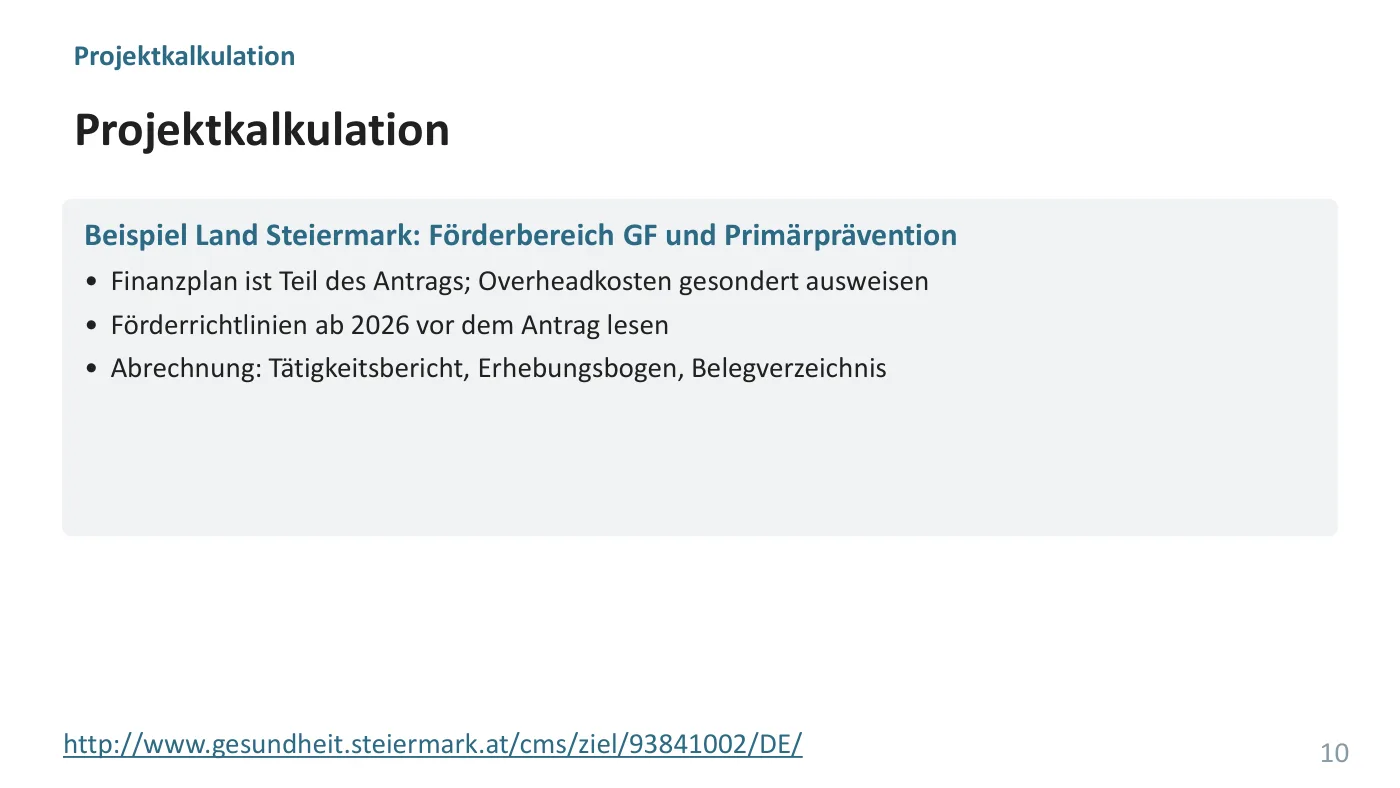 Projektkalkulation
Projektkalkulation
Beispiel Land Steiermark: Förderbereich GF und Primärprävention
• Finanzplan ist Teil des Antrags; Overheadkosten gesondert ausweisen
• Förderrichtlinien ab 2026 vor dem Antrag lesen
• Abrechnung: Tätigkeitsbericht, Erhebungsbogen, Belegverzeichnis
http://www.gesundheit.steiermark.at/cms/ziel/93841002/DE/
10